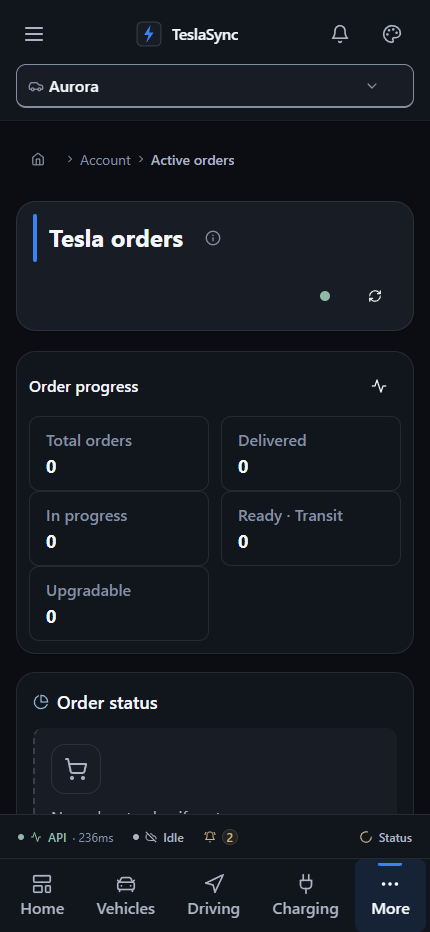 TeslaSync
Aurora
Account
Active orders
Tesla orders
Order progress
Total orders
0
Delivered
0
In progress
0
Ready · Transit
0
Upgradable
0
Order status
API · 236ms
Idle
2
Status
Home
Vehicles
Driving
Charging
More